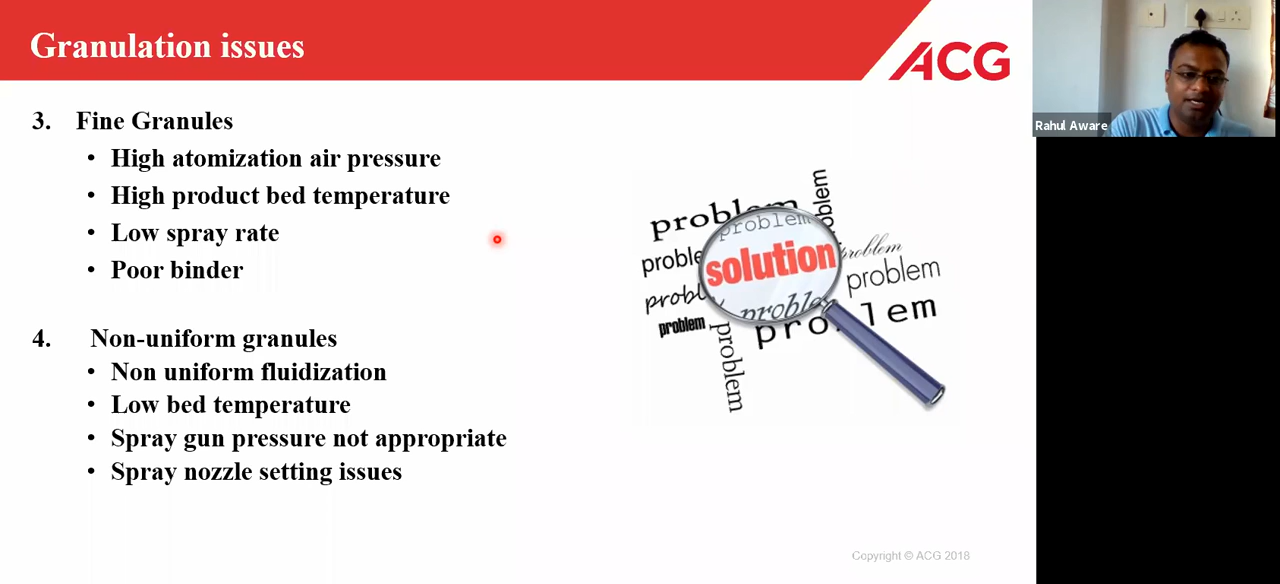 Granulation issues
ACG
Rahul Aware
3. Fine Granules
• High atomization air pressure
• High product bed temperature
• Low spray rate
• Poor binder
4. Non-uniform granules
• Non uniform fluidization
• Low bed temperature
• Spray gun pressure not appropriate
• Spray nozzle setting issues
problem
problem
problem
solution
problem
problem
problem
problem
problem
Copyright © ACG 2018